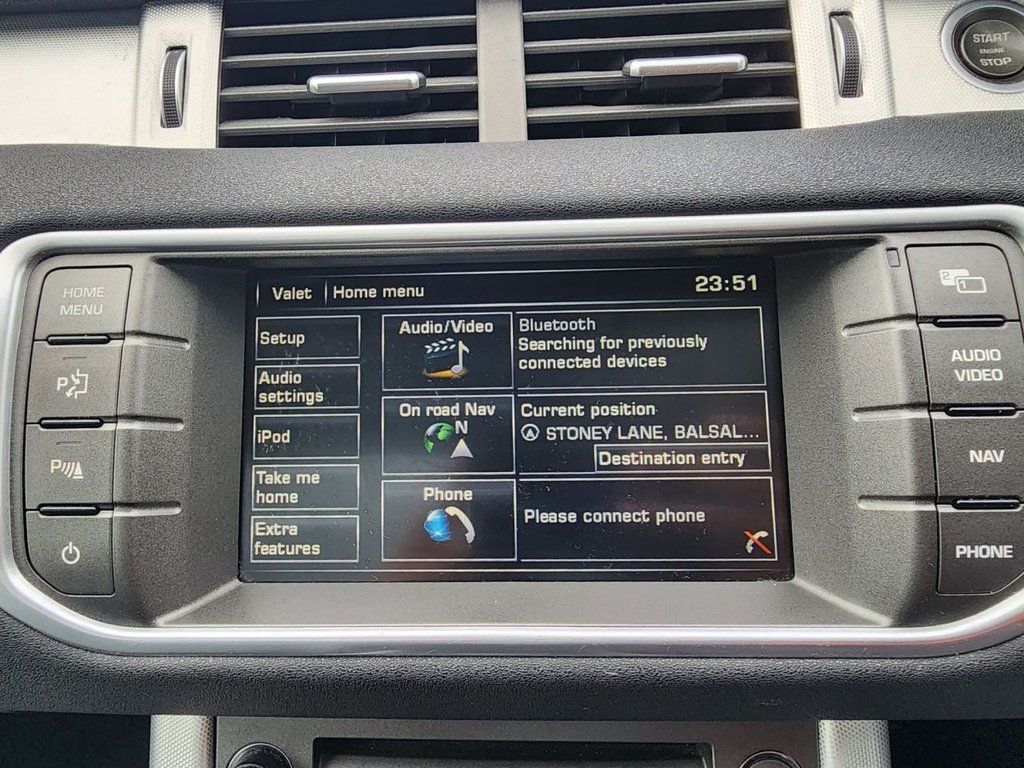 START
ENGINE
STOP
HOME
MENU
Valet
Home menu
23:51
2
1
Setup
Audio/Video
Bluetooth
Searching for previously
connected devices
AUDIO
VIDEO
P
Audio
settings
On road Nav
N
Current position
STONEY LANE, BALSAL...
Destination entry
iPod
NAV
P
Take me
home
Phone
Please connect phone
Extra
features
PHONE